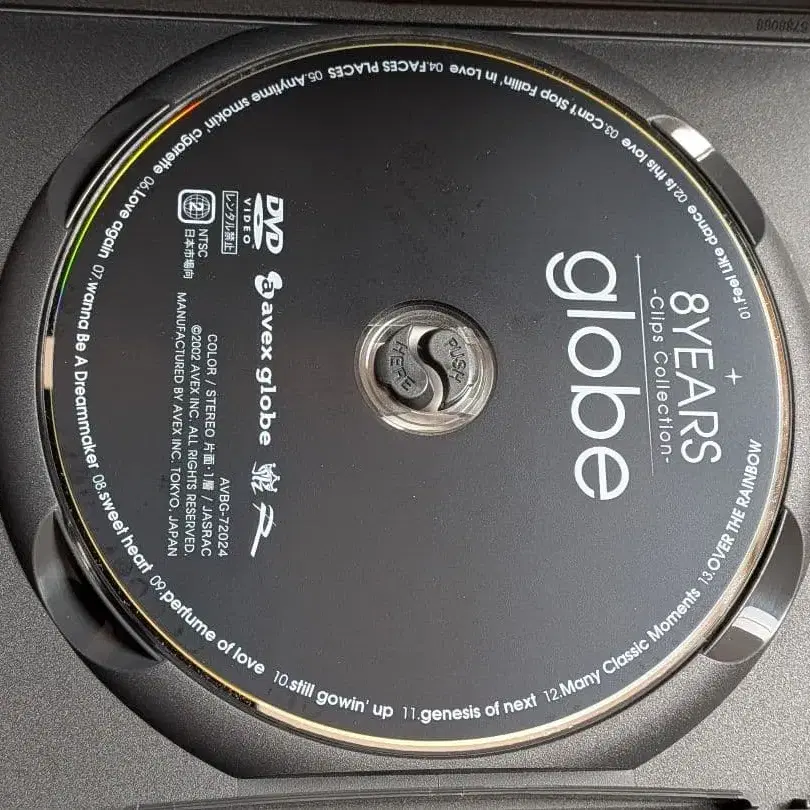 8YEARS
-Clips Collection-
globe
DVD
VIDEO
レンタル禁止
2
NTSC
日本市場向
avex globe
AVBG-72024
COLOR / STEREO 片面・1層 / JASRAC
©2002 AVEX INC. ALL RIGHTS RESERVED.
MANUFACTURED BY AVEX INC. TOKYO, JAPAN
01.Feel Like dance 02.Is this love 03.Can't Stop Fallin' in Love 04.FACES PLACES 05.Anytime smokin' cigarette 06.Love again 07.wanna Be A Dreammaker 08.sweet heart 09.perfume of love 10.still gowin' up 11.genesis of next 12.Many Classic Moments 13.OVER THE RAINBOW
PUSH
HERE